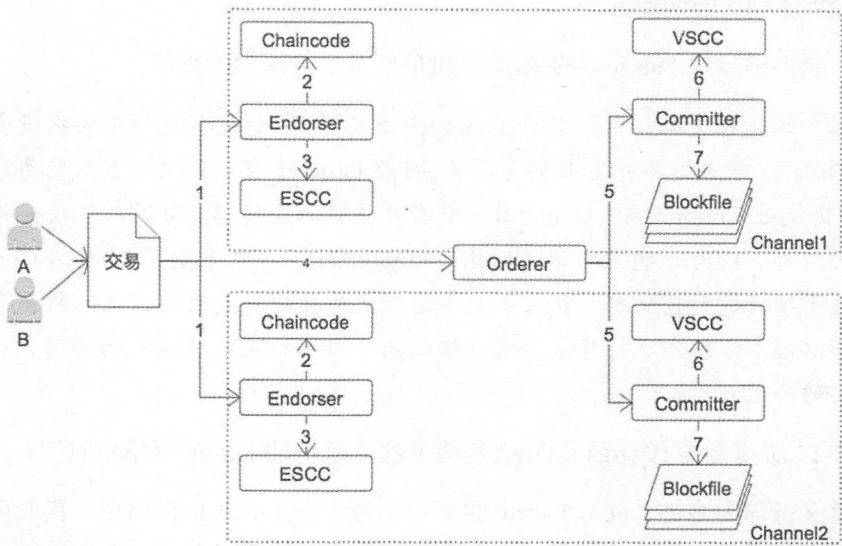 Chaincode
2
Endorser
3
ESCC
VSCC
6
Committer
7
Blockfile
Channel1
1
5
A
B
交易
4
Orderer
1
5
Chaincode
2
Endorser
3
ESCC
VSCC
6
Committer
7
Blockfile
Channel2